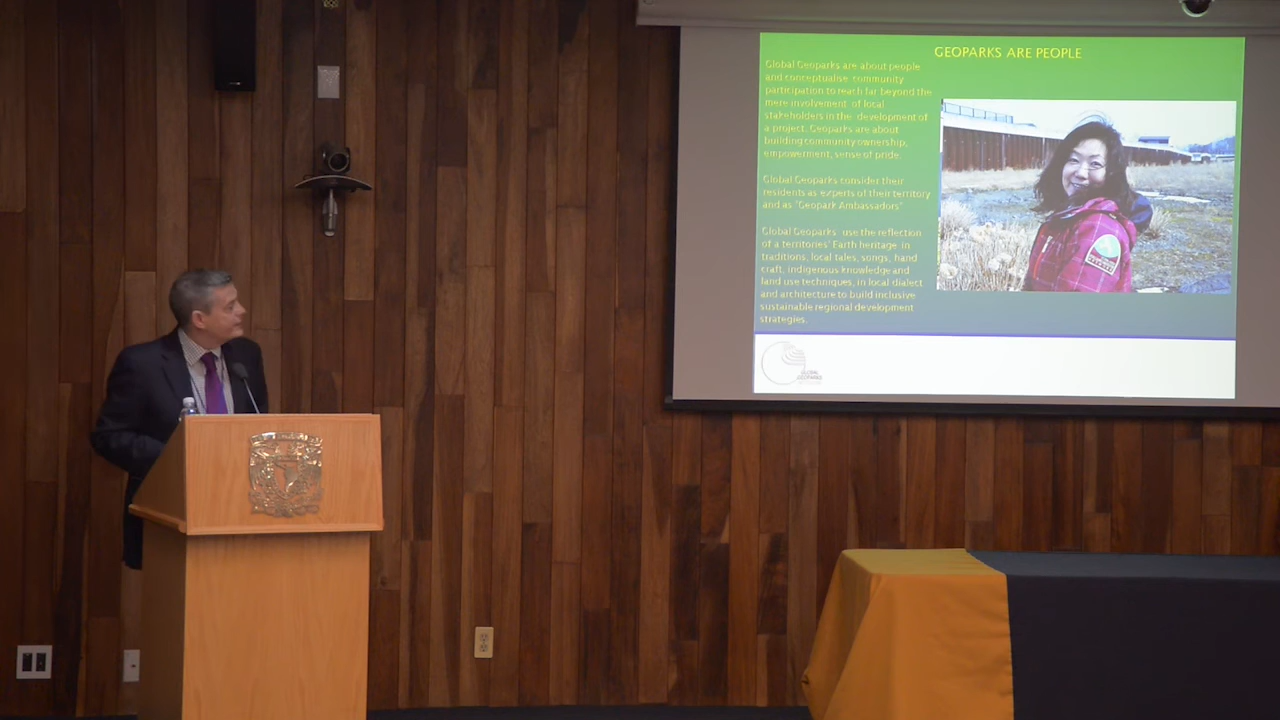 GEOPARKS ARE PEOPLE
Global Geoparks are about people
and conceptualise community
participation to reach far beyond the
mere involvement of local
stakeholders in the development of
a project. Geoparks are about
building community ownership,
empowerment, sense of pride.
Global Geoparks consider their
residents as experts of their territory
and as "Geopark Ambassadors"
Global Geoparks use the reflection
of a territories' Earth heritage in
traditions, local tales, songs, hand
craft, indigenous knowledge and
land use techniques, in local dialect
and architecture to build inclusive
sustainable regional development
strategies.
GLOBAL
GEOPARKS